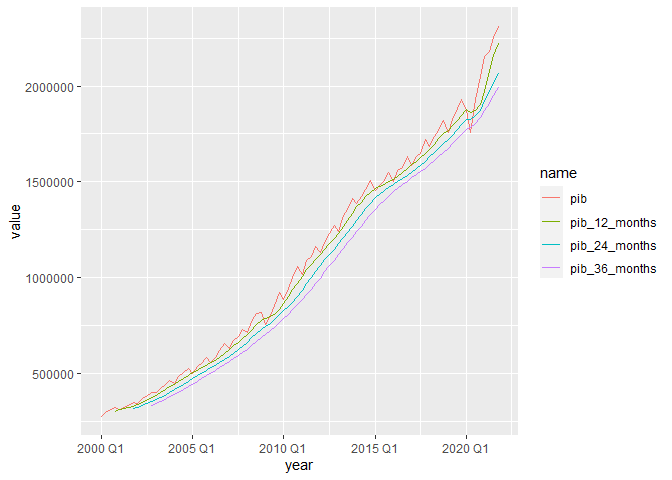 2000000
1500000
1000000
500000
value
2000 Q1
2005 Q1
2010 Q1
2015 Q1
2020 Q1
year
name
pib
pib_12_months
pib_24_months
pib_36_months